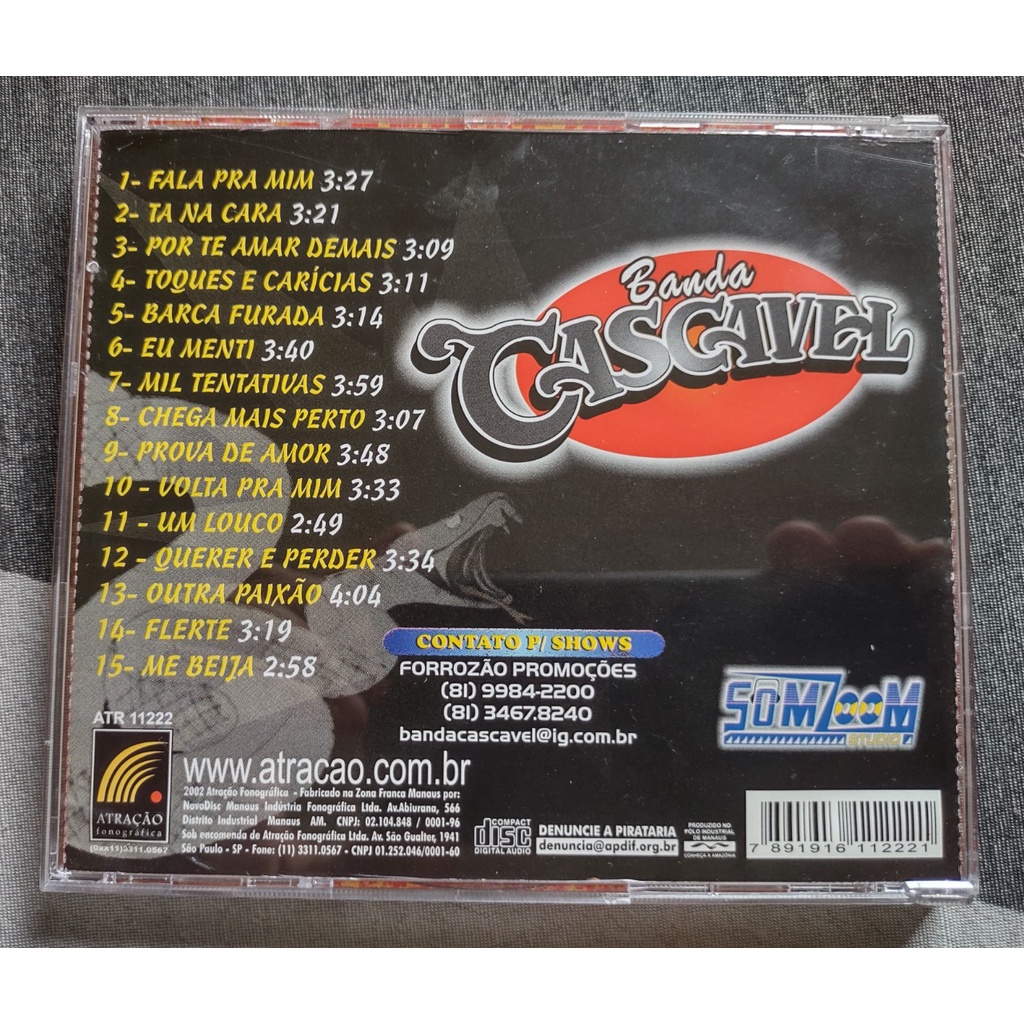 1- FALA PRA MIM 3:27
2- TA NA CARA 3:21
3- POR TE AMAR DEMAIS 3:09
4- TOQUES E CARÍCIAS 3:11
5- BARCA FURADA 3:14
6- EU MENTI 3:40
7- MIL TENTATIVAS 3:59
8- CHEGA MAIS PERTO 3:07
9- PROVA DE AMOR 3:48
10 - VOLTA PRA MIM 3:33
11 - UM LOUCO 2:49
12 - QUERER E PERDER 3:34
13- OUTRA PAIXÃO 4:04
14- FLERTE 3:19
15- ME BEIJA 2:58
Banda
CASCAVEL
CONTATO P/ SHOWS
FORROZÃO PROMOÇÕES
(81) 9984-2200
(81) 3467.8240
bandacascavel@ig.com.br
SOMZOOM
STUDIO
ATR 11222
ATRAÇÃO
fonográfica
(0xx11)3311.0567
www.atracao.com.br
2002 Atração Fonográfica - Fabricado na Zona Franca Manaus por:
NovoDisc Manaus Indústria Fonográfica Ltda. Av.Abiurana, 566
Distrito Industrial Manaus AM. CNPJ: 02.104.848 / 0001-96
Sob encomenda de Atração Fonográfica Ltda. Av. São Gualter, 1941
São Paulo - SP - Fone: (11) 3311.0567 - CNPJ 01.252.046/0001-60
COMPACT
disc
DIGITAL AUDIO
DENUNCIE A PIRATARIA
denuncia@apdif.org.br
PRODUZIDO NO
PÓLO INDUSTRIAL
DE MANAUS
CONHEÇA A AMAZÔNIA
7 891916 112221